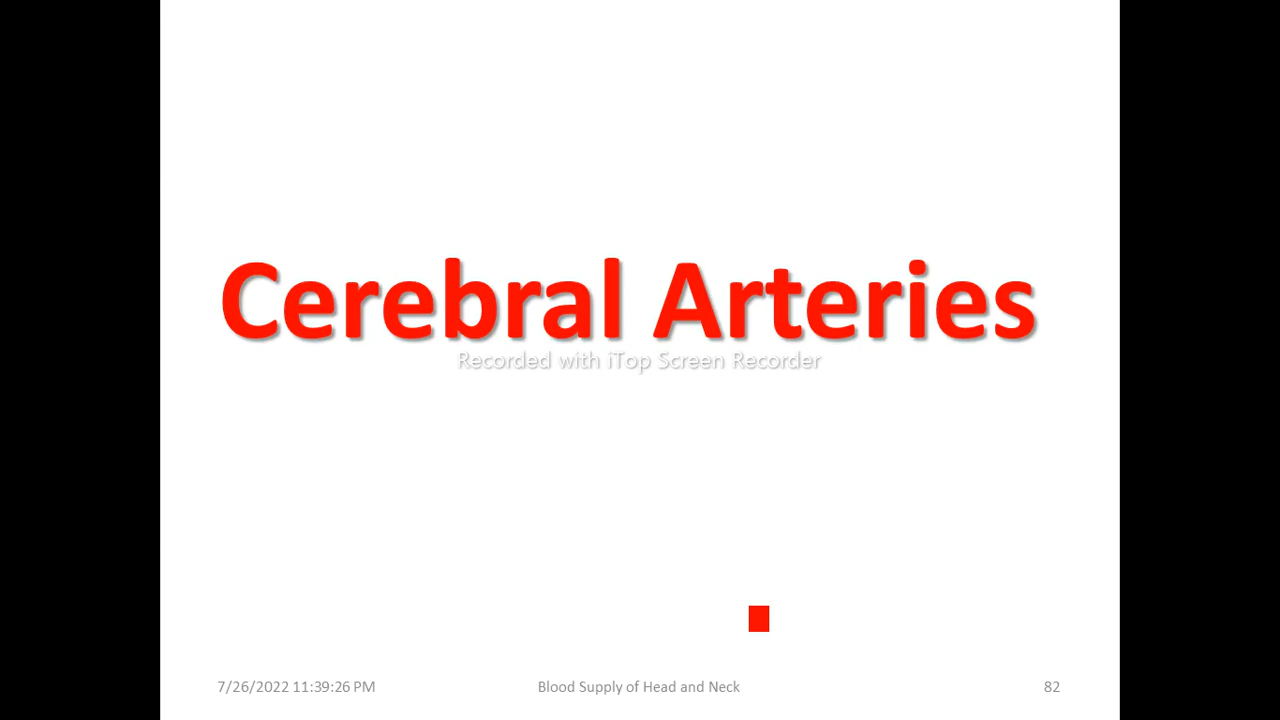 Cerebral Arteries
Recorded with iTop Screen Recorder
7/26/2022 11:39:26 PM
Blood Supply of Head and Neck
82